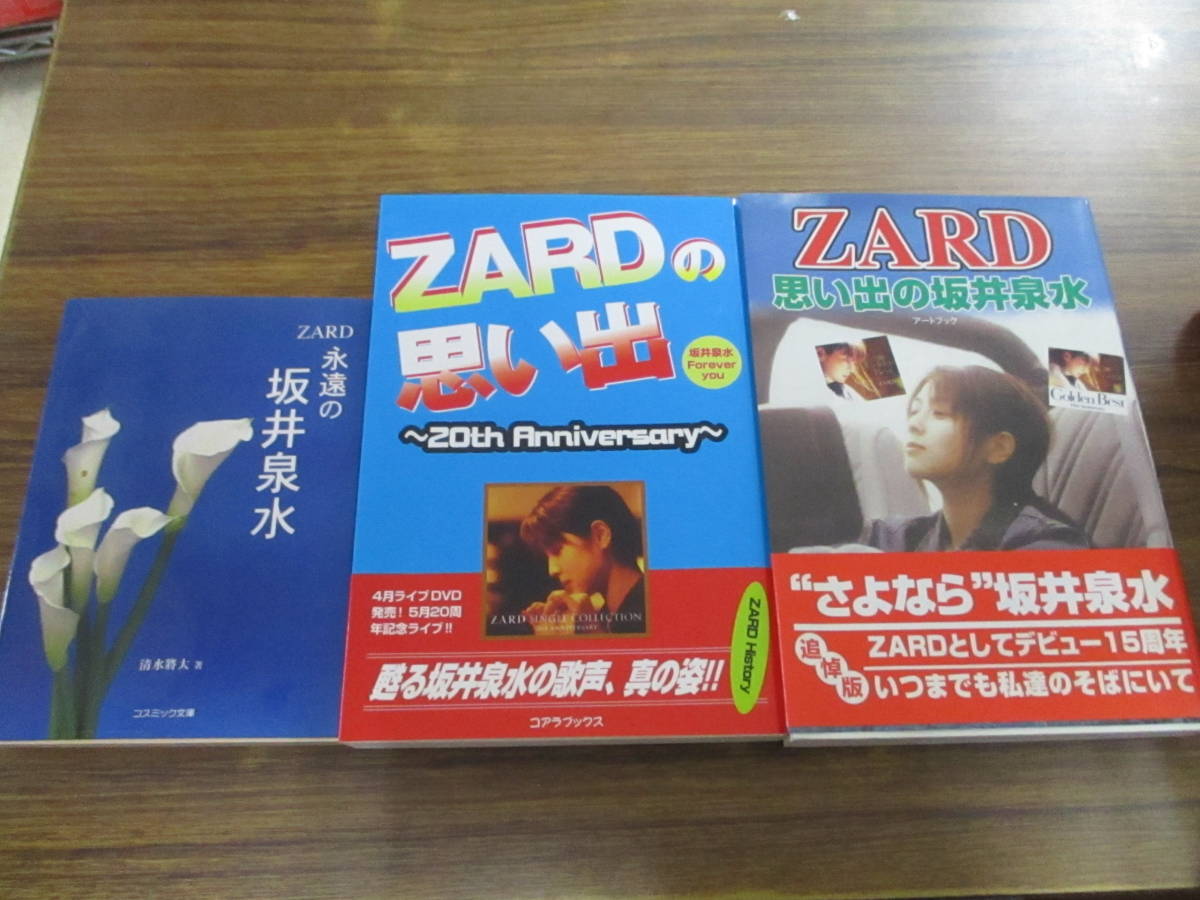 ZARD
永遠の
坂井泉水
清水將大 著
コスミック文庫
ZARDの
思い出
坂井泉水
Forever
you
~20th Anniversary~
ZARD SINGLE COLLECTION
20TH ANNIVERSARY
4月ライブDVD
発売!5月20周
年記念ライブ!!
ZARD History
甦る坂井泉水の歌声、真の姿!!
コアラブックス
ZARD
思い出の坂井泉水
アートブック
Golden Best
"さよなら"坂井泉水
追悼版
ZARDとしてデビュー15周年
いつまでも私達のそばにいて